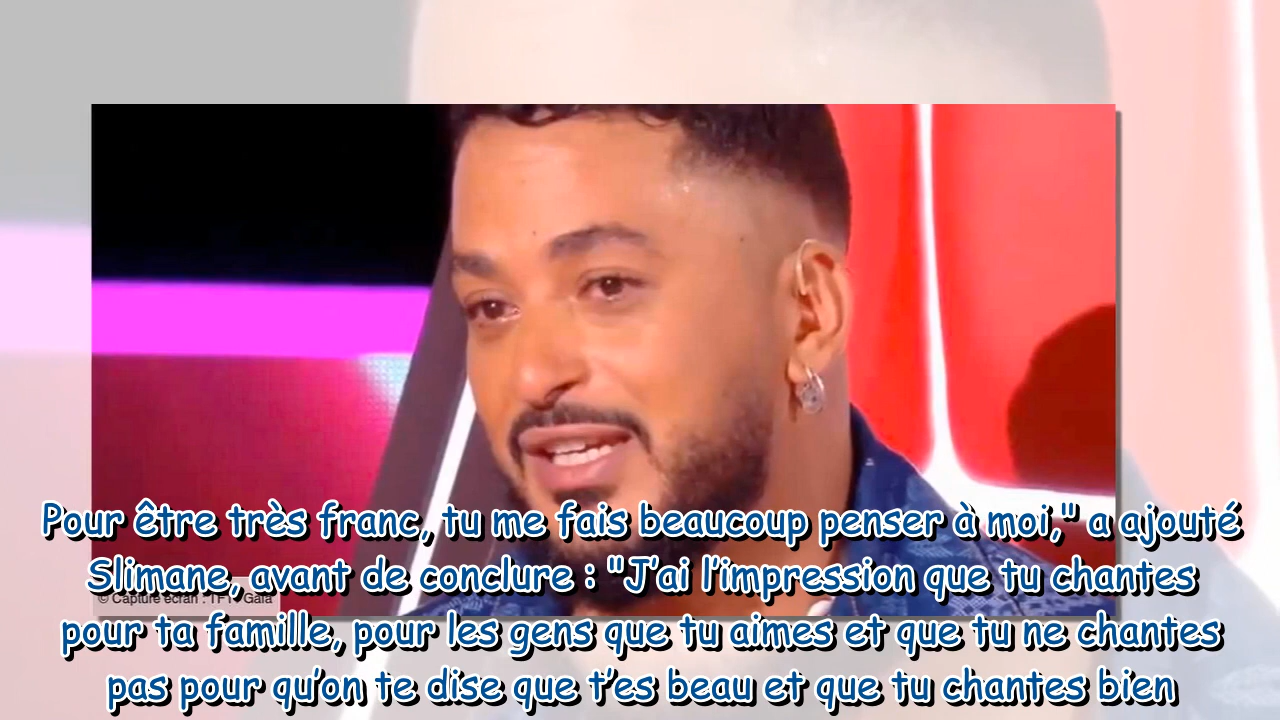 Pour être très franc, tu me fais beaucoup penser à moi," a ajouté
Slimane, avant de conclure : "J'ai l'impression que tu chantes
© Capture écran : TF1 / Gala
pour ta famille, pour les gens que tu aimes et que tu ne chantes
pas pour qu'on te dise que t'es beau et que tu chantes bien